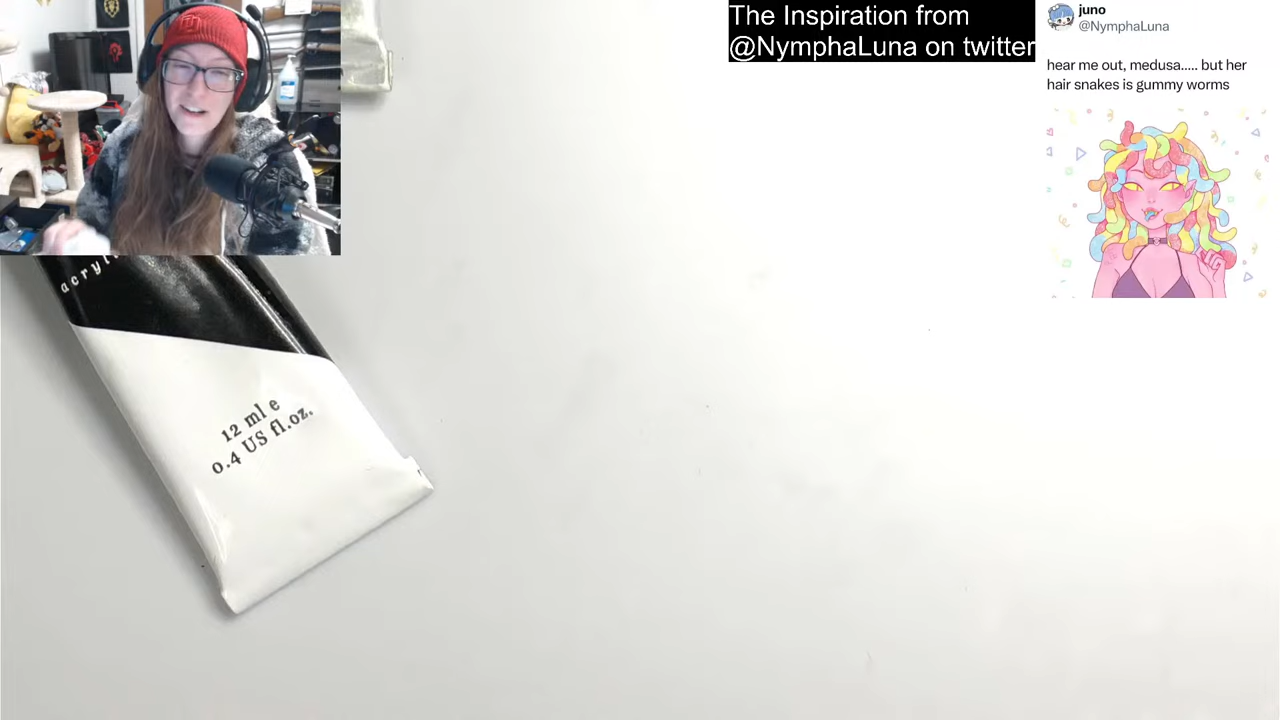 The Inspiration from
@NymphaLuna on twitter
juno
@NymphaLuna
hear me out, medusa..... but her
hair snakes is gummy worms
12 ml e
0.4 US fl.oz.